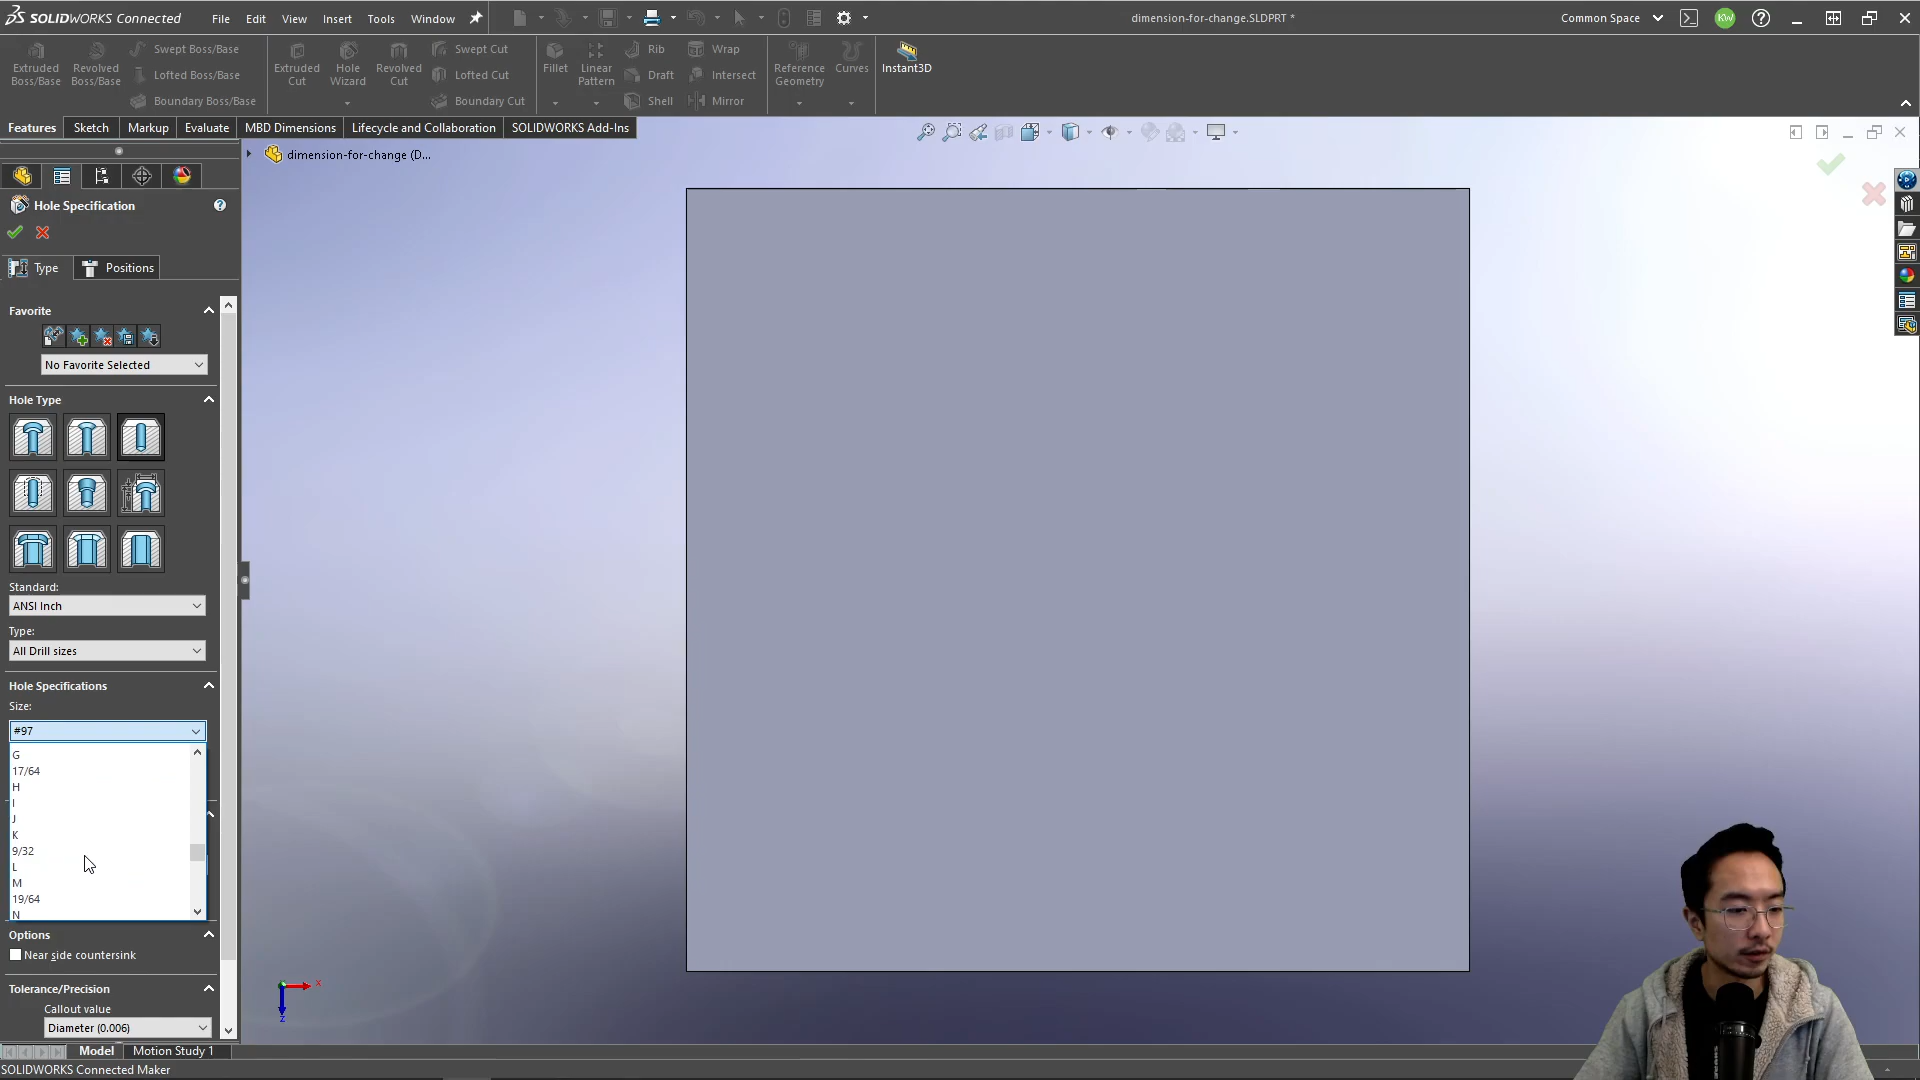 SOLIDWORKS Connected
File
Edit
View
Insert
Tools
Window
dimension-for-change.SLDPRT *
Common Space
KW
Extruded
Boss/Base
Revolved
Boss/Base
Swept Boss/Base
Lofted Boss/Base
Boundary Boss/Base
Extruded
Cut
Hole
Wizard
Revolved
Cut
Swept Cut
Lofted Cut
Boundary Cut
Fillet
Linear
Pattern
Rib
Draft
Shell
Wrap
Intersect
Mirror
Reference
Geometry
Curves
Instant3D
Features
Sketch
Markup
Evaluate
MBD Dimensions
Lifecycle and Collaboration
SOLIDWORKS Add-Ins
dimension-for-change (D...
Hole Specification
Type
Positions
Favorite
No Favorite Selected
Hole Type
Standard:
ANSI Inch
Type:
All Drill sizes
Hole Specifications
Size:
#97
G
17/64
H
I
J
K
9/32
L
M
19/64
N
Options
Near side countersink
Tolerance/Precision
Callout value
Diameter (0.006)
x
z
Model
Motion Study 1
SOLIDWORKS Connected Maker